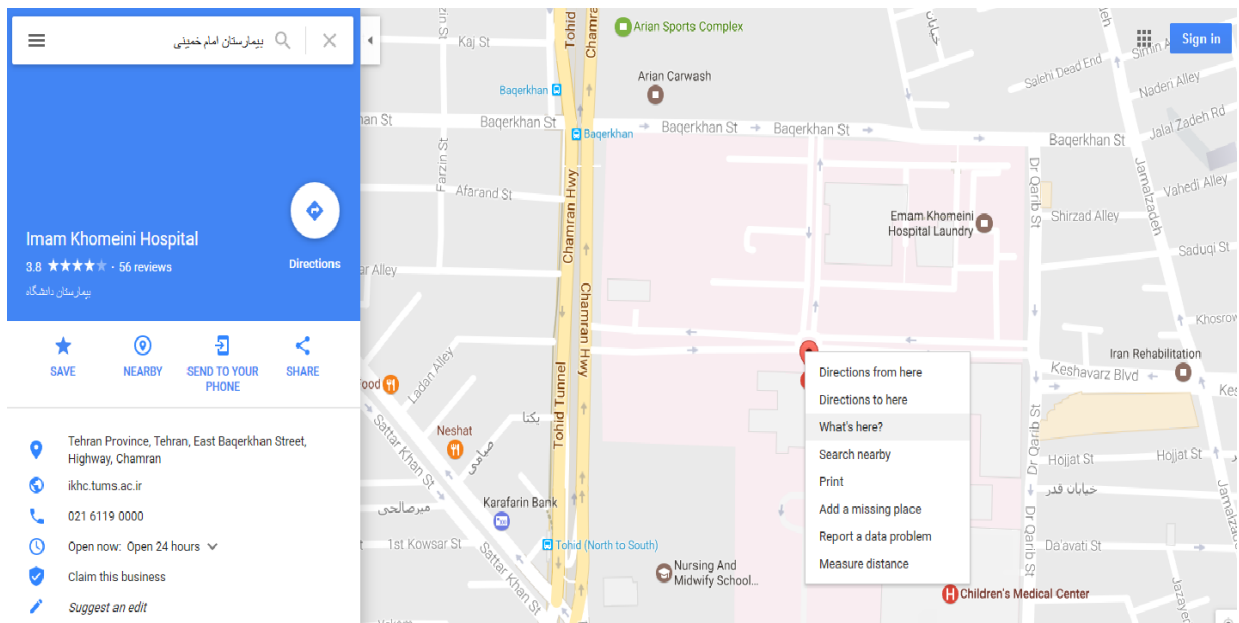 بیمارستان امام خمینی
Imam Khomeini Hospital
3.8 · 56 reviews
بیمارستان دانشگاه
Directions
SAVE
NEARBY
SEND TO YOUR
PHONE
SHARE
Tehran Province, Tehran, East Baqerkhan Street,
Highway, Chamran
ikhc.tums.ac.ir
021 6119 0000
Open now: Open 24 hours
Claim this business
Suggest an edit
Sign in
Kaj St
Tohid
Arian Sports Complex
خیابان
Salehi Dead End
Naderi Alley
Jalal Zadeh Rd
Arian Carwash
Baqerkhan
Baqerkhan St
Baqerkhan
Baqerkhan St
Baqerkhan St
Baqerkhan St
Farzin St
Afarand St
Chamran Hwy
Dr Qarib St
Jamalzadeh
Vahedi Alley
Emam Khomeini
Hospital Laundry
Shirzad Alley
Saduqi St
Chamran Hwy
Ladan Alley
Tohid Tunnel
Iran Rehabilitation
Keshavarz Blvd
Neshat
یکتا
صیامی
Sattar Khan St
Dr Qarib St
Hojjat St
Hojjat St
خیابان قدر
Karafarin Bank
میرصالحی
1st Kowsar St
Sattar Khan St
Tohid (North to South)
Dr Qarib St
Da'avati St
Nursing And
Midwify School...
Children's Medical Center
Directions from here
Directions to here
What's here?
Search nearby
Print
Add a missing place
Report a data problem
Measure distance